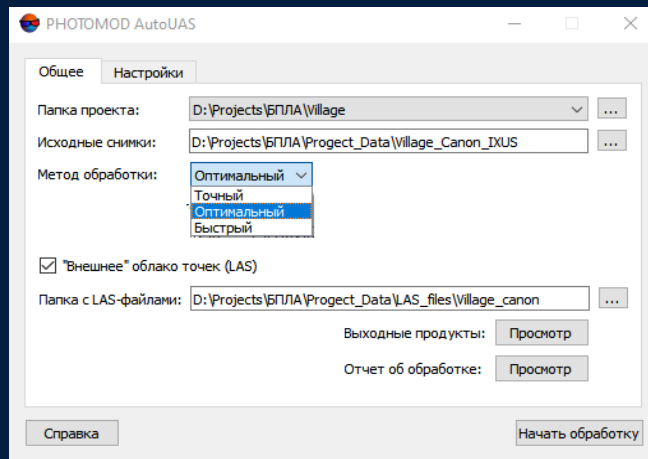 PHOTOMOD AutoUAS
Общее Настройки
Папка проекта: D:\Projects\БПЛА\Village ...
Исходные снимки: D:\Projects\БПЛА\Progect_Data\Village_Canon_IXUS ...
Метод обработки: Оптимальный
Точный
Оптимальный
Быстрый
"Внешнее" облако точек (LAS)
Папка с LAS-файлами: D:\Projects\БПЛА\Progect_Data\LAS_files\Village_canon ...
Выходные продукты: Просмотр
Отчет об обработке: Просмотр
Справка Начать обработку